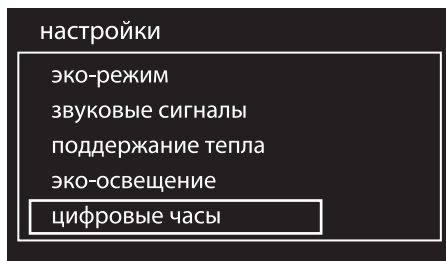 настройки
эко-режим
звуковые сигналы
поддержание тепла
эко-освещение
цифровые часы